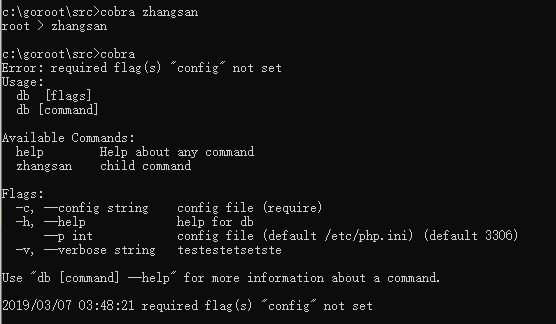 c:\goroot\src>cobra zhangsan
root > zhangsan
c:\goroot\src>cobra
Error: required flag(s) "config" not set
Usage:
db  [flags]
db [command]
Available Commands:
help        Help about any command
zhangsan    child command
Flags:
-c, --config string    config file (require)
-h, --help             help for db
--p int            config file (default /etc/php.ini) (default 3306)
-v, --verbose string   testestetsetste
Use "db [command] --help" for more information about a command.
2019/03/07 03:48:21 required flag(s) "config" not set